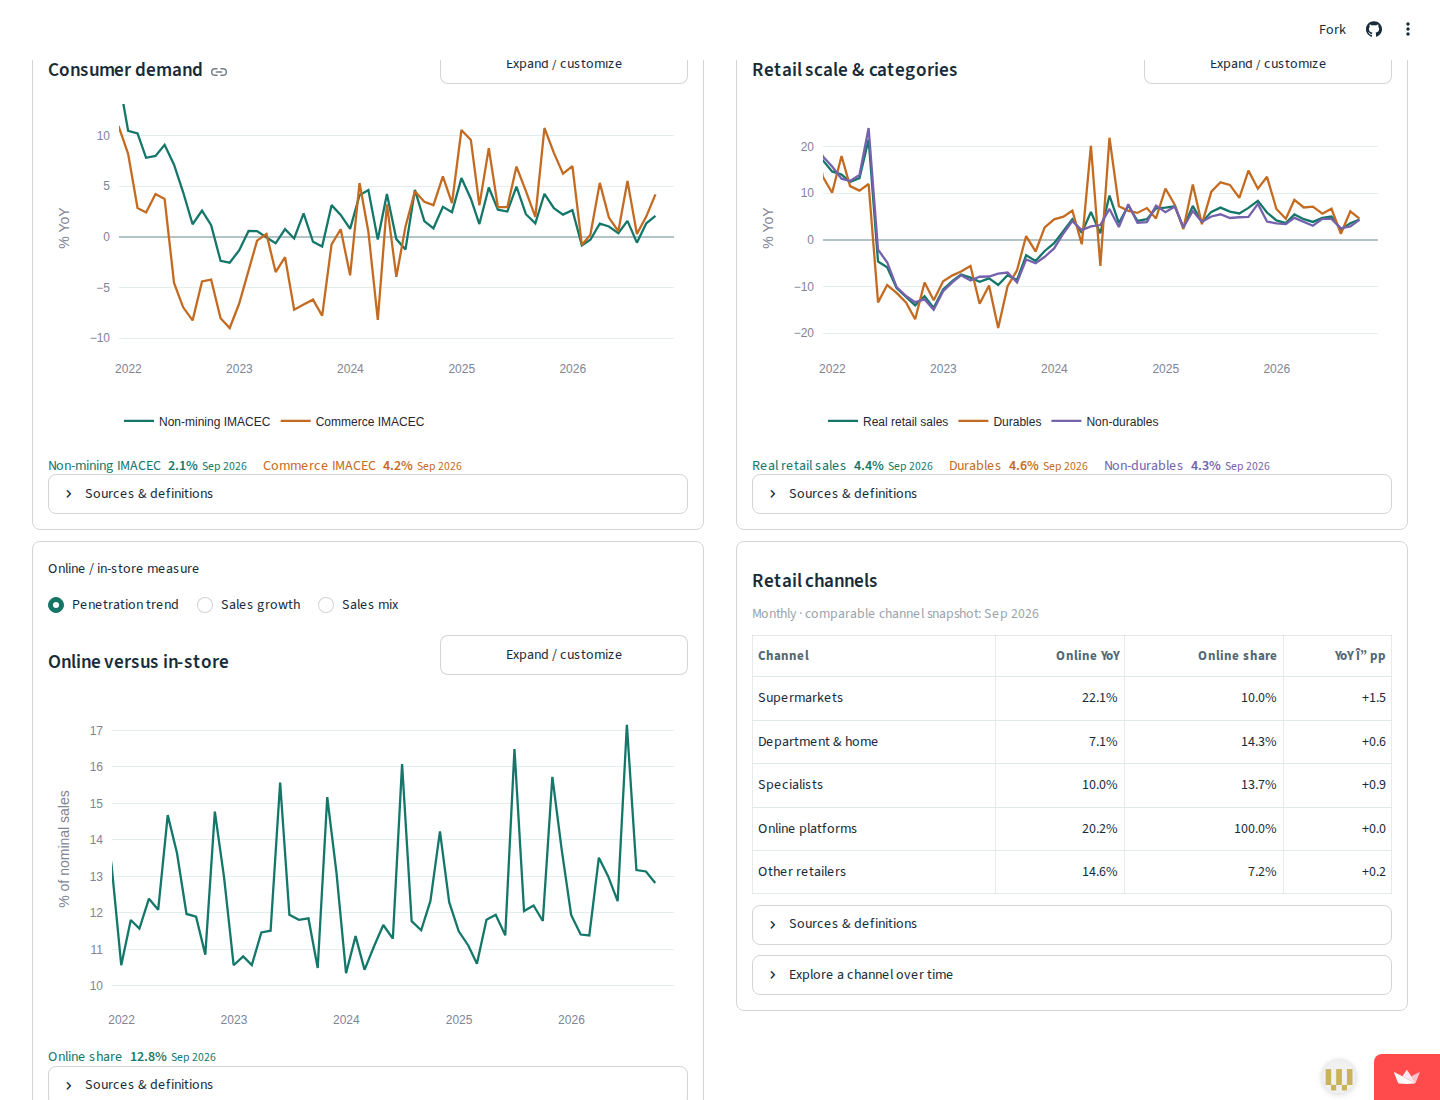 Fork
Consumer demand
Expand / customize
10
5
0
−5
−10
% YoY
2022 2023 2024 2025 2026
Non-mining IMACEC Commerce IMACEC
Non-mining IMACEC 2.1% Sep 2026 Commerce IMACEC 4.2% Sep 2026
Sources & definitions
Retail scale & categories
Expand / customize
20
10
0
−10
−20
% YoY
2022 2023 2024 2025 2026
Real retail sales Durables Non-durables
Real retail sales 4.4% Sep 2026 Durables 4.6% Sep 2026 Non-durables 4.3% Sep 2026
Sources & definitions
Online / in-store measure
Penetration trend Sales growth Sales mix
Online versus in-store
Expand / customize
17
16
15
14
13
12
11
10
% of nominal sales
2022 2023 2024 2025 2026
Online share 12.8% Sep 2026
Sources & definitions
Retail channels
Monthly · comparable channel snapshot: Sep 2026
Channel Online YoY Online share YoY Î” pp
Supermarkets 22.1% 10.0% +1.5
Department & home 7.1% 14.3% +0.6
Specialists 10.0% 13.7% +0.9
Online platforms 20.2% 100.0% +0.0
Other retailers 14.6% 7.2% +0.2
Sources & definitions
Explore a channel over time